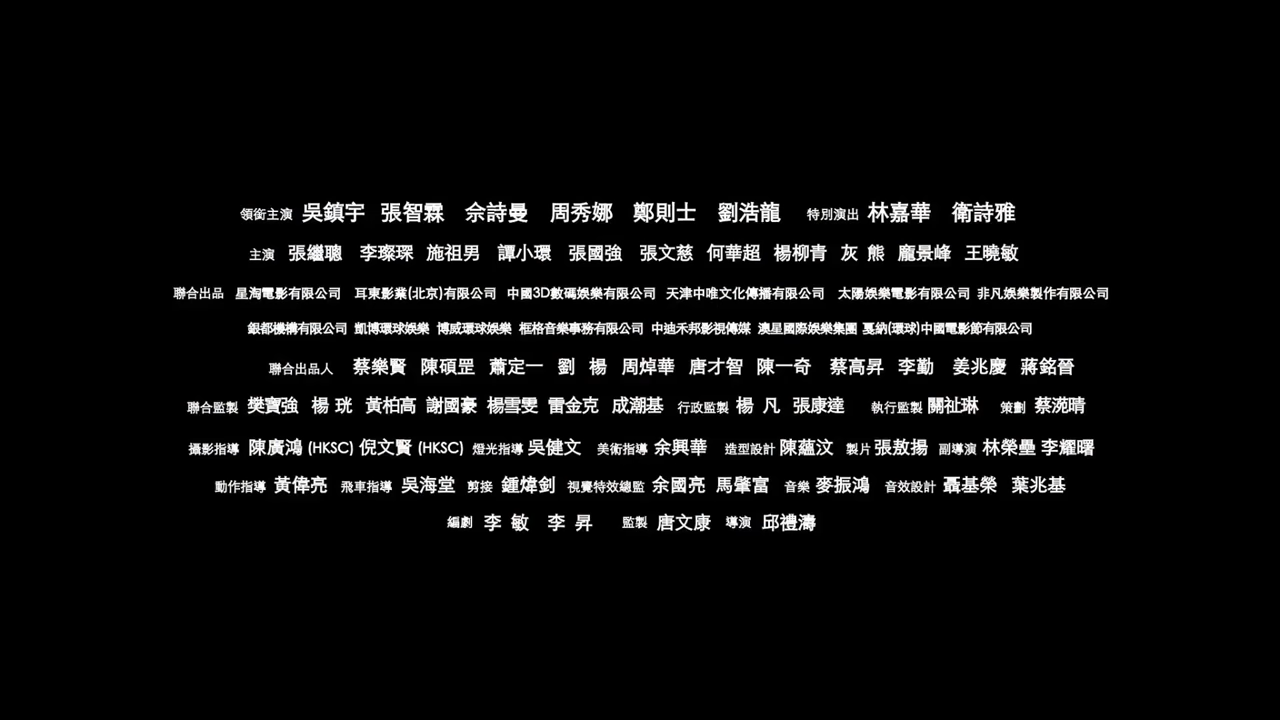 領銜主演 吳鎮宇 張智霖 佘詩曼 周秀娜 鄭則士 劉浩龍 特別演出 林嘉華 衛詩雅
主演 張繼聰 李璨琛 施祖男 譚小環 張國強 張文慈 何華超 楊柳青 灰 熊 龐景峰 王曉敏
聯合出品 星淘電影有限公司 耳東影業(北京)有限公司 中國3D數碼娛樂有限公司 天津中唯文化傳播有限公司 太陽娛樂電影有限公司 非凡娛樂製作有限公司
銀都機構有限公司 凱博環球娛樂 博威環球娛樂 框格音樂事務有限公司 中迪禾邦影視傳媒 澳星國際娛樂集團 戛納(環球)中國電影節有限公司
聯合出品人 蔡樂賢 陳碩罡 蕭定一 劉 楊 周焯華 唐才智 陳一奇 蔡高昇 李勤 姜兆慶 蔣銘晉
聯合監製 樊寶強 楊 珖 黃柏高 謝國豪 楊雪雯 雷金克 成潮基 行政監製 楊 凡 張康達 執行監製 關祉琳 策劃 蔡涴晴
攝影指導 陳廣鴻 (HKSC) 倪文賢 (HKSC) 燈光指導 吳健文 美術指導 余興華 造型設計 陳蘊汶 製片 張敖揚 副導演 林榮壘 李耀曙
動作指導 黃偉亮 飛車指導 吳海堂 剪接 鍾煒釗 視覺特效總監 余國亮 馬肇富 音樂 麥振鴻 音效設計 聶基榮 葉兆基
編劇 李 敏 李 昇 監製 唐文康 導演 邱禮濤